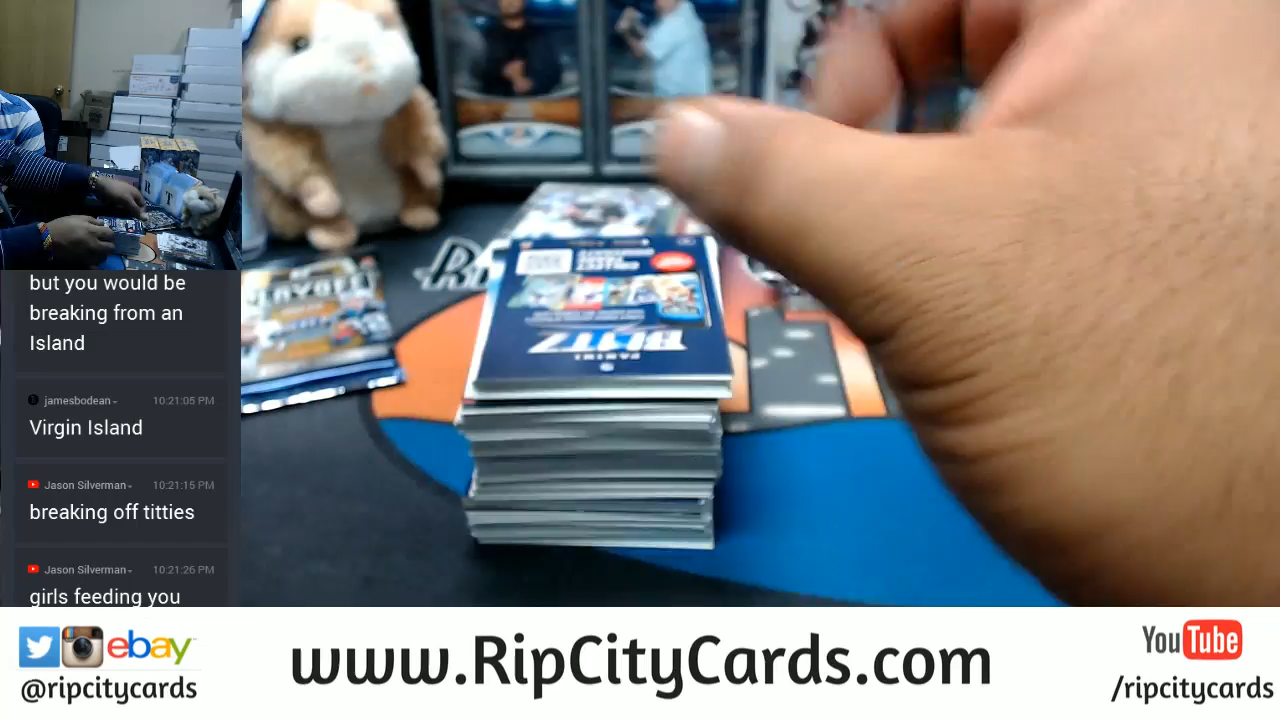 but you would be
breaking from an
Island
jamesbodean
10:21:05 PM
Virgin Island
Jason Silverman
10:21:15 PM
breaking off titties
Jason Silverman
10:21:26 PM
girls feeding you
PANINI
BLITZ
ebay
@ripcitycards
www.RipCityCards.com
YouTube
/ripcitycards